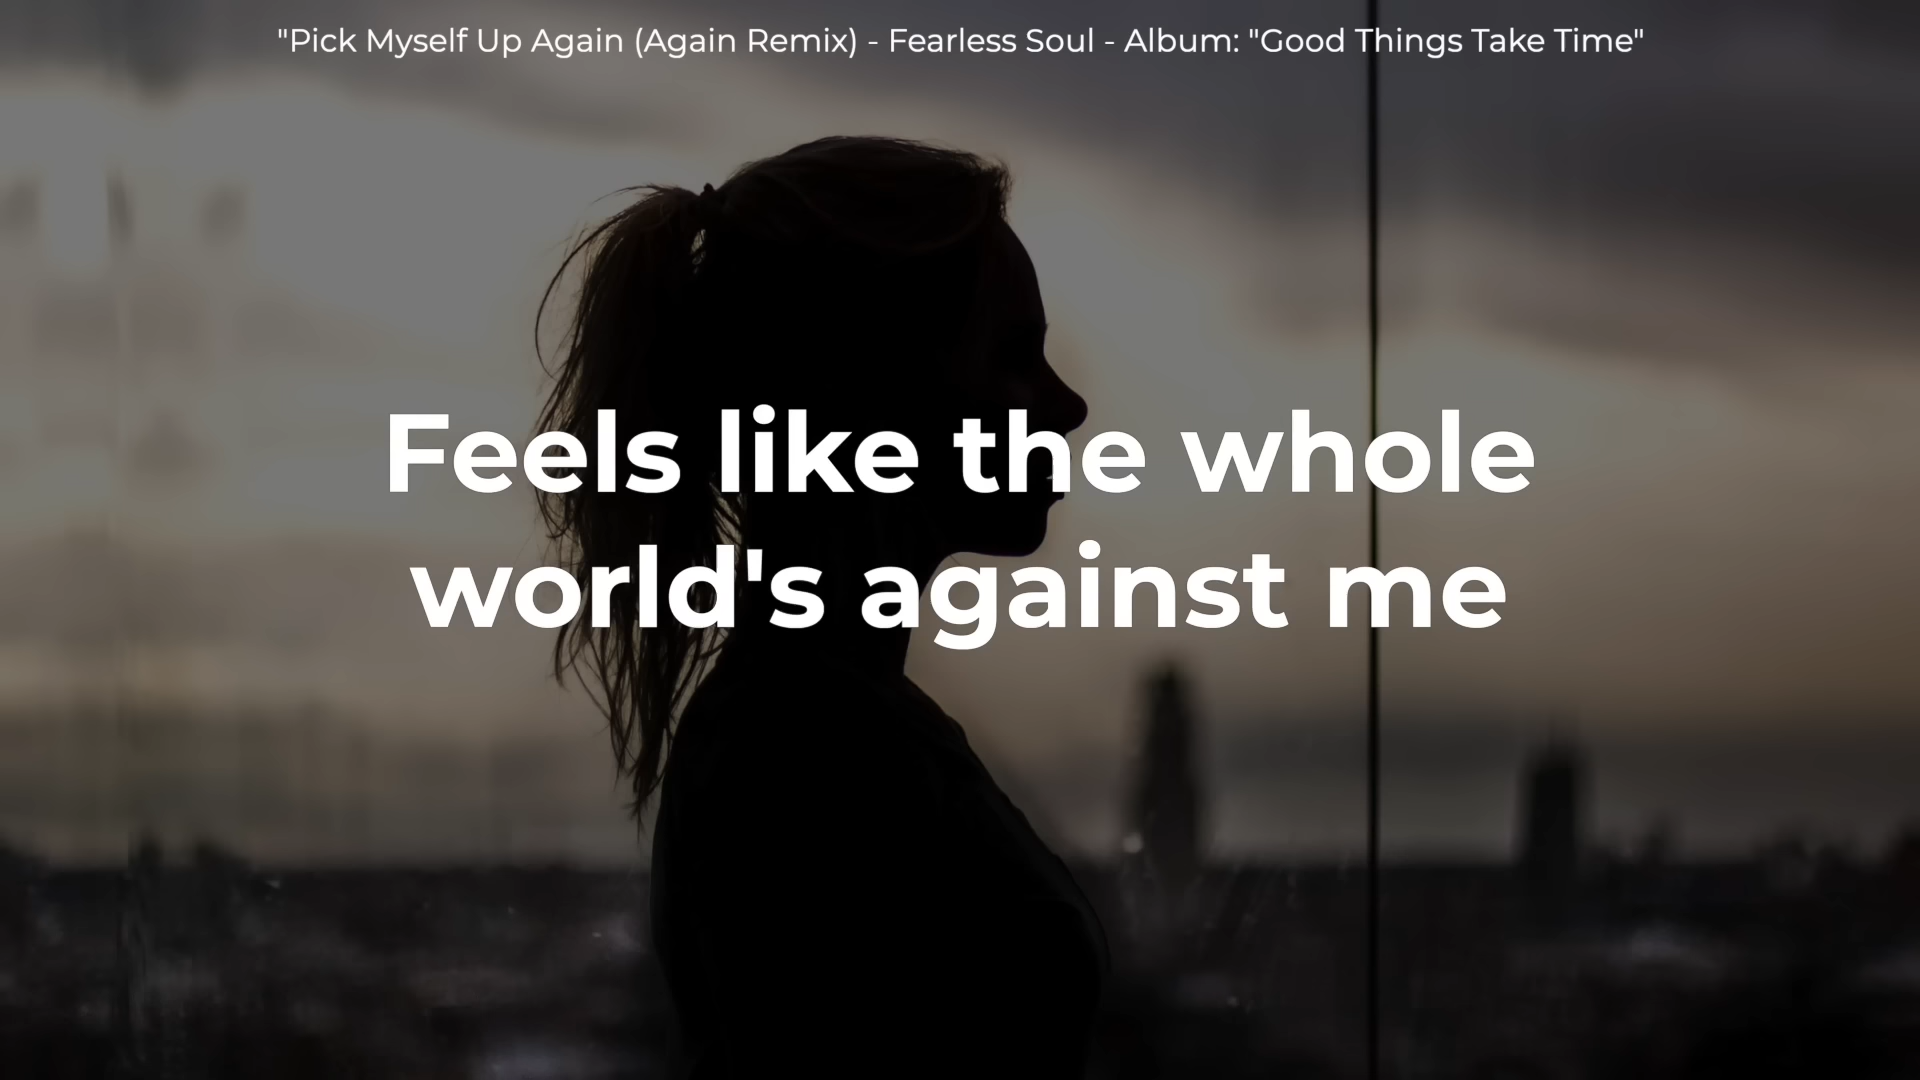 "Pick Myself Up Again (Again Remix) - Fearless Soul - Album: "Good Things Take Time"
Feels like the whole
world's against me